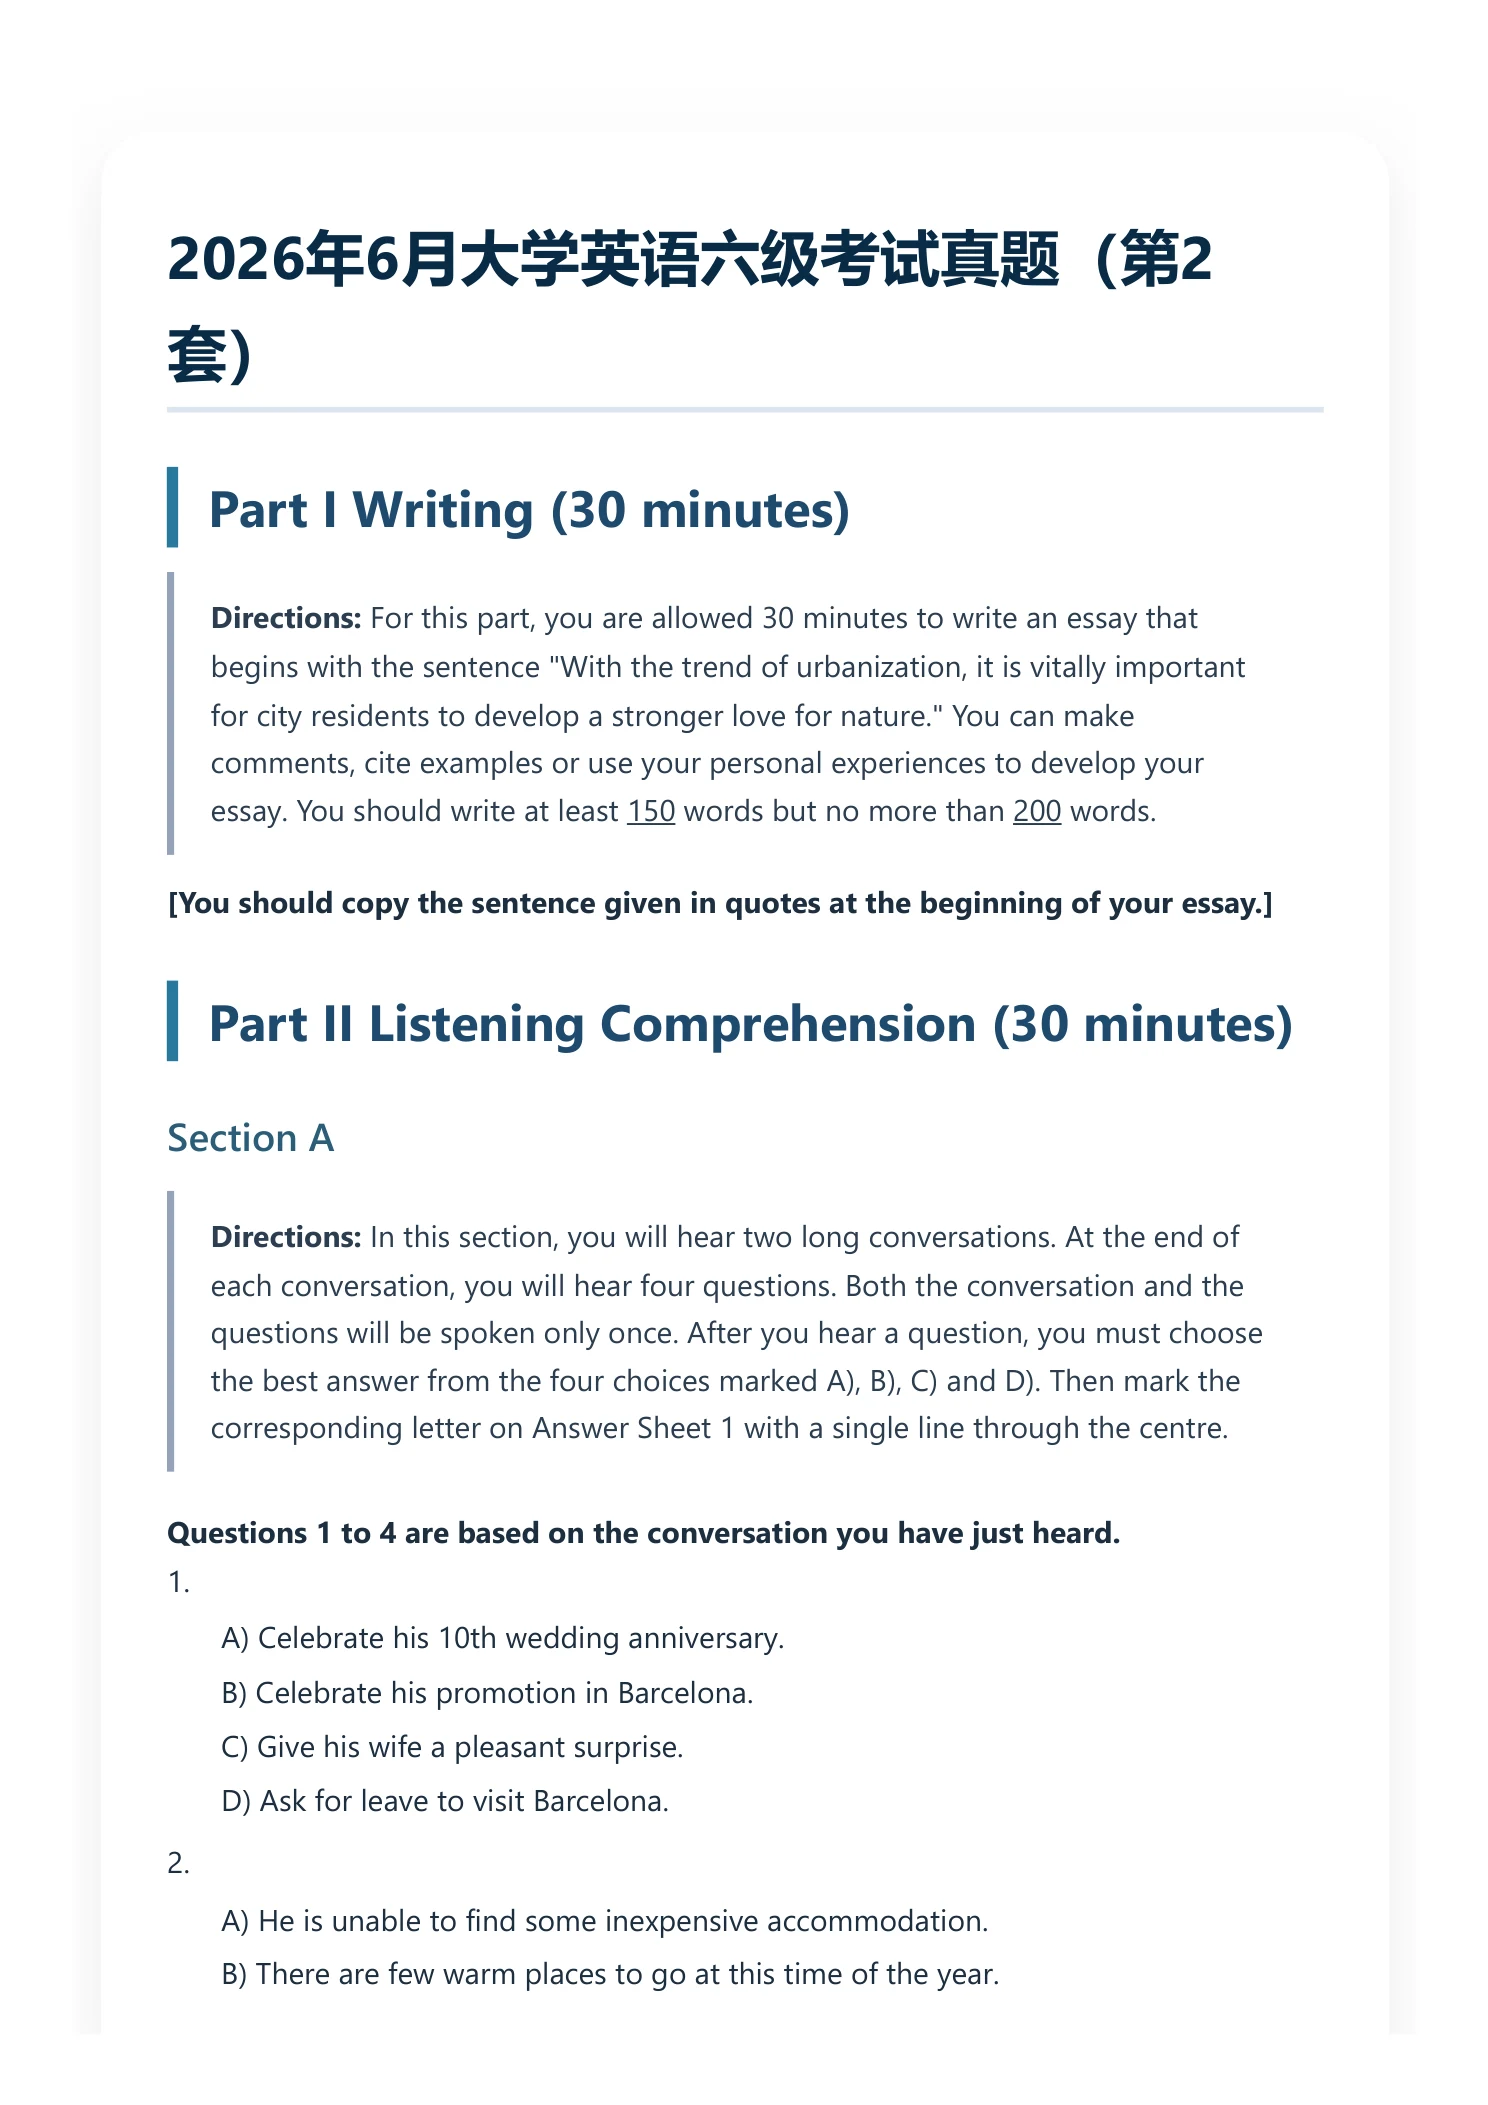 2026年6月大学英语六级考试真题（第2
套）
Part I Writing (30 minutes)
Directions: For this part, you are allowed 30 minutes to write an essay that
begins with the sentence "With the trend of urbanization, it is vitally important
for city residents to develop a stronger love for nature." You can make
comments, cite examples or use your personal experiences to develop your
essay. You should write at least 150 words but no more than 200 words.
[You should copy the sentence given in quotes at the beginning of your essay.]
Part II Listening Comprehension (30 minutes)
Section A
Directions: In this section, you will hear two long conversations. At the end of
each conversation, you will hear four questions. Both the conversation and the
questions will be spoken only once. After you hear a question, you must choose
the best answer from the four choices marked A), B), C) and D). Then mark the
corresponding letter on Answer Sheet 1 with a single line through the centre.
Questions 1 to 4 are based on the conversation you have just heard.
1.
A) Celebrate his 10th wedding anniversary.
B) Celebrate his promotion in Barcelona.
C) Give his wife a pleasant surprise.
D) Ask for leave to visit Barcelona.
2.
A) He is unable to find some inexpensive accommodation.
B) There are few warm places to go at this time of the year.